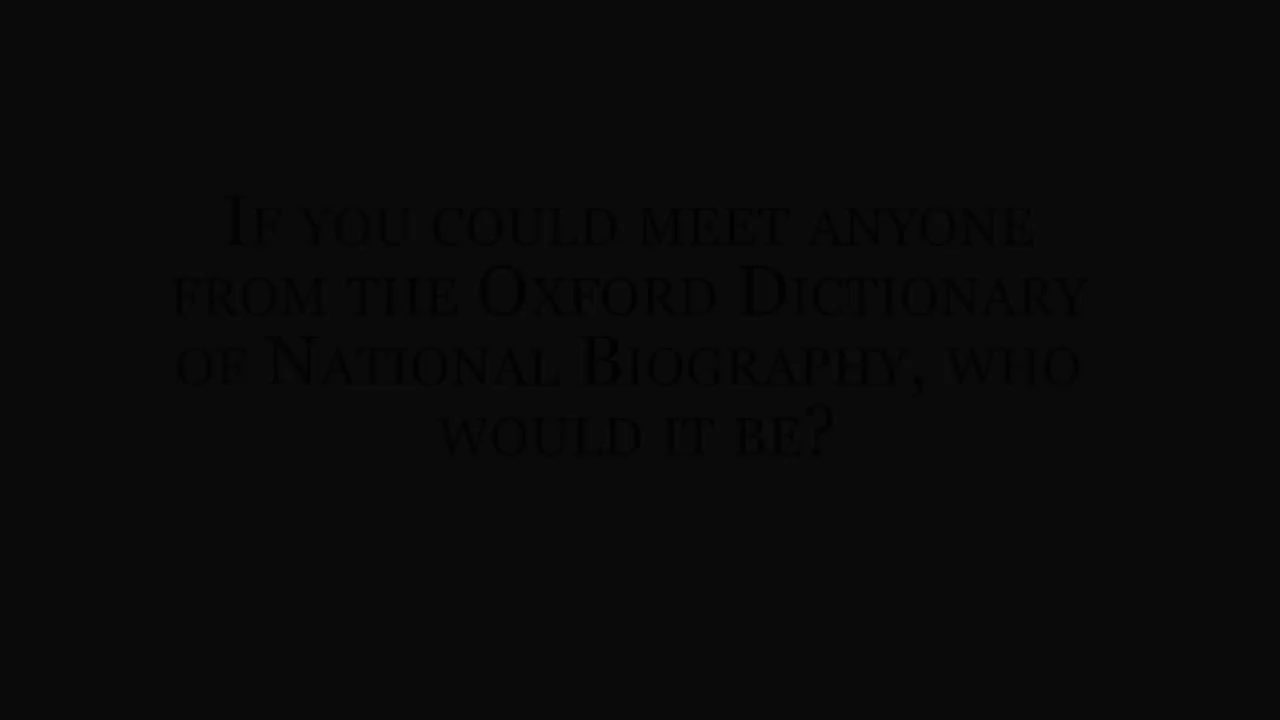 If you could meet anyone
from the Oxford Dictionary
of National Biography, who
would it be?